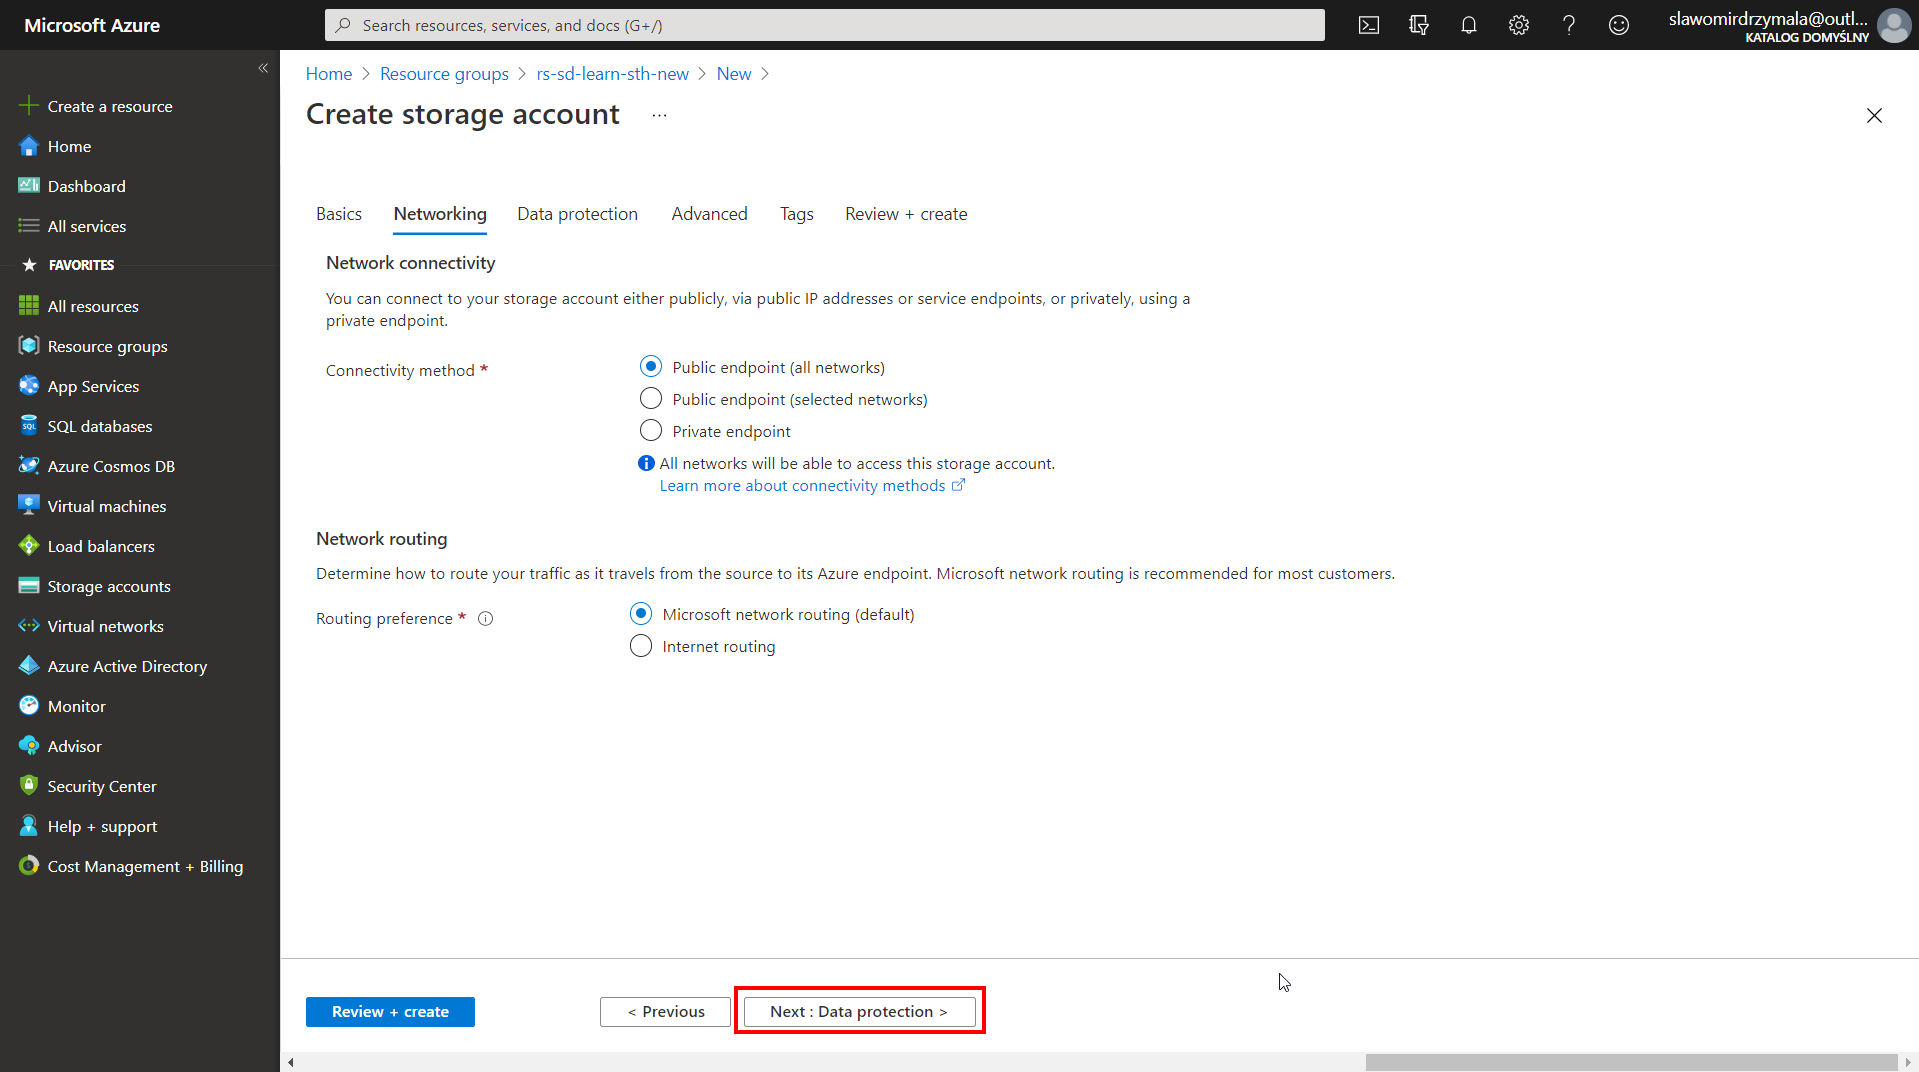 Microsoft Azure
Search resources, services, and docs (G+/)
slawomirdrzymala@outl...
KATALOG DOMYŚLNY
«
Create a resource
Home
Dashboard
All services
FAVORITES
All resources
Resource groups
App Services
SQL databases
Azure Cosmos DB
Virtual machines
Load balancers
Storage accounts
Virtual networks
Azure Active Directory
Monitor
Advisor
Security Center
Help + support
Cost Management + Billing
Home > Resource groups > rs-sd-learn-sth-new > New >
Create storage account ...
Basics Networking Data protection Advanced Tags Review + create
Network connectivity
You can connect to your storage account either publicly, via public IP addresses or service endpoints, or privately, using a
private endpoint.
Connectivity method *
Public endpoint (all networks)
Public endpoint (selected networks)
Private endpoint
All networks will be able to access this storage account.
Learn more about connectivity methods
Network routing
Determine how to route your traffic as it travels from the source to its Azure endpoint. Microsoft network routing is recommended for most customers.
Routing preference *
Microsoft network routing (default)
Internet routing
Review + create
< Previous
Next : Data protection >